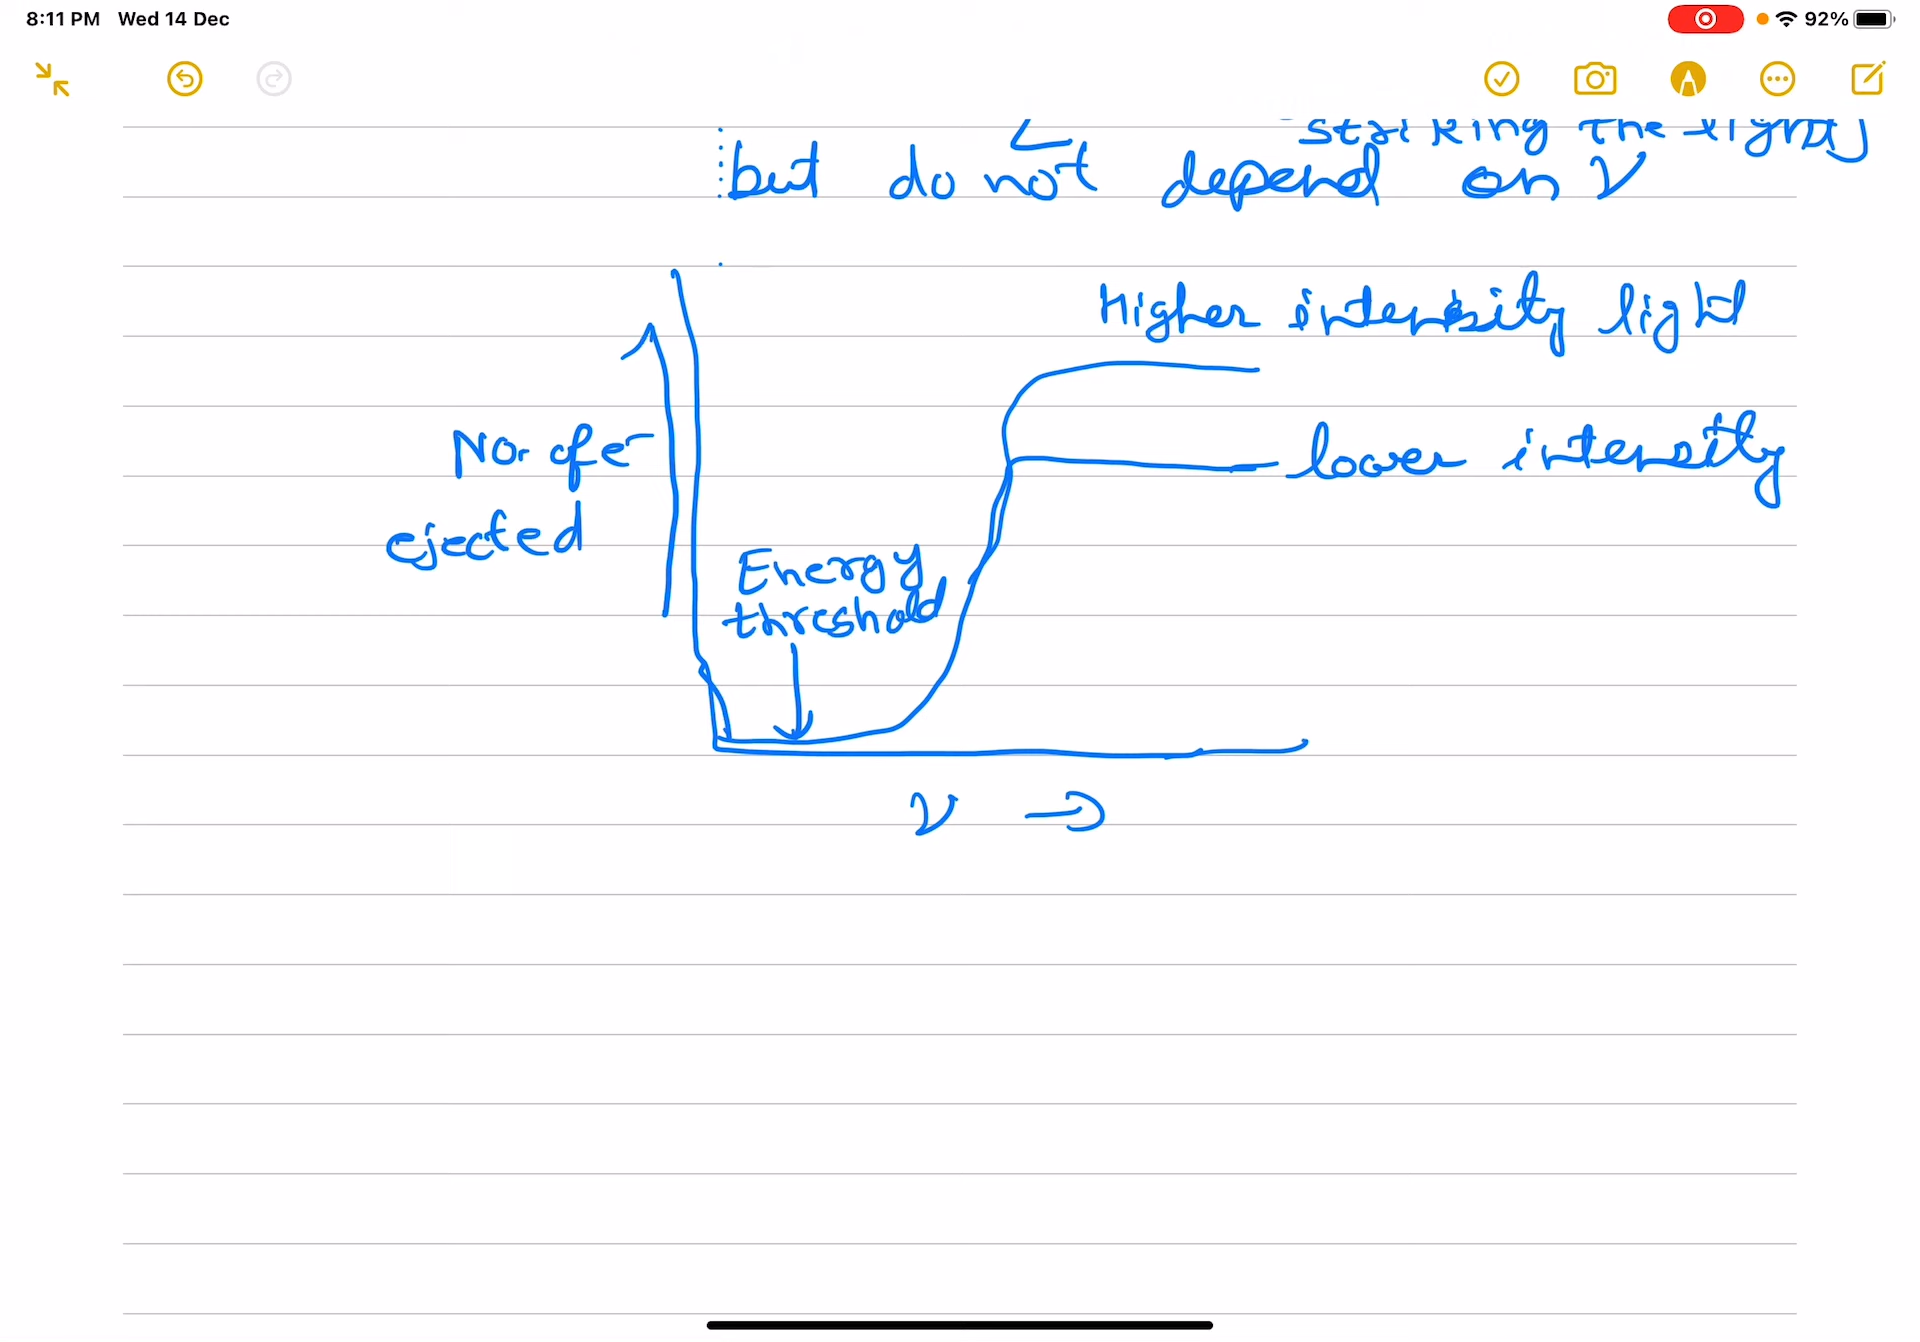 8:11 PM Wed 14 Dec
92%
striking the light)
but do not depend on ν
Higher intensity light
No. of e⁻
lower intensity
ejected
Energy
threshold
ν →